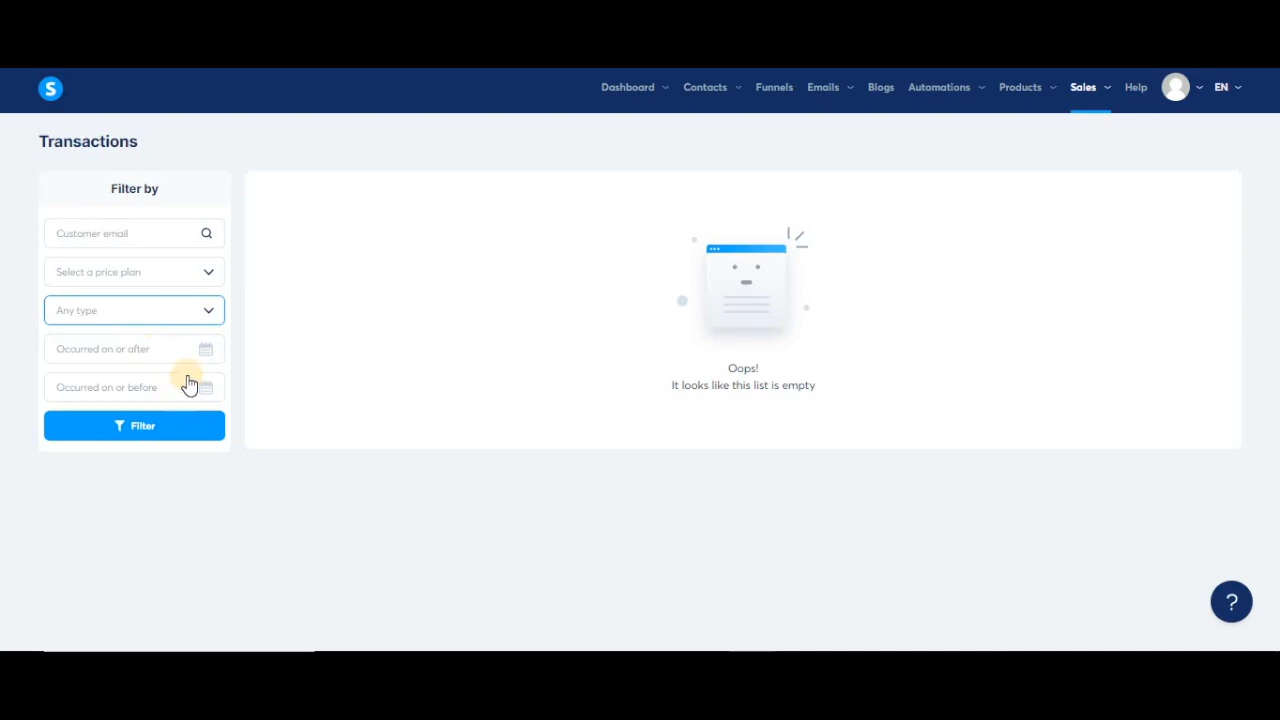 S
Dashboard Contacts Funnels Emails Blogs Automations Products Sales Help EN
Transactions
Filter by
Customer email
Select a price plan
Any type
Occurred on or after
Occurred on or before
Filter
Oops!
It looks like this list is empty
?